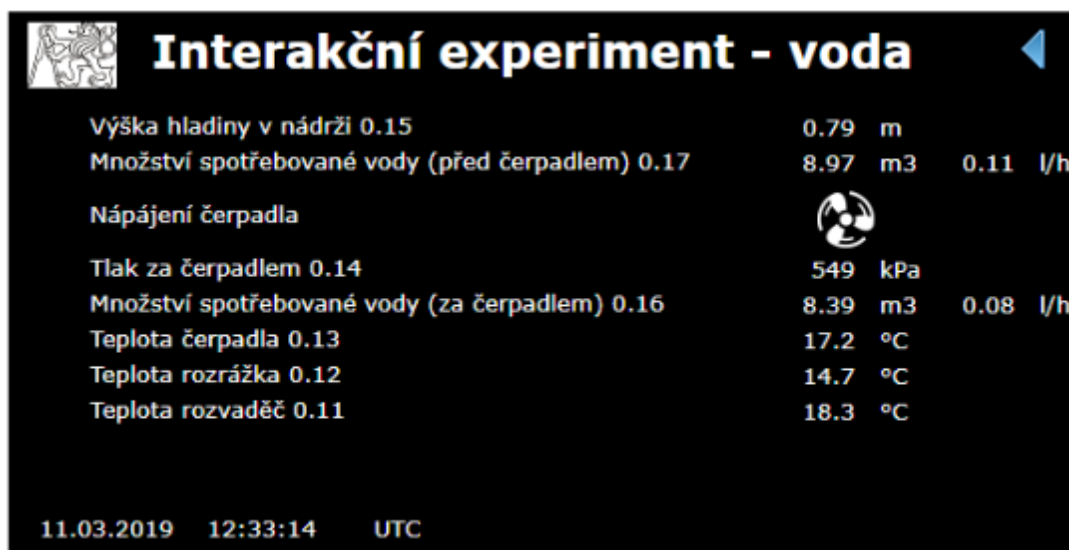 Interakční experiment - voda
Výška hladiny v nádrži 0.15 0.79 m
Množství spotřebované vody (před čerpadlem) 0.17 8.97 m3 0.11 l/h
Nápájení čerpadla
Tlak za čerpadlem 0.14 549 kPa
Množství spotřebované vody (za čerpadlem) 0.16 8.39 m3 0.08 l/h
Teplota čerpadla 0.13 17.2 °C
Teplota rozrážka 0.12 14.7 °C
Teplota rozvaděč 0.11 18.3 °C
11.03.2019 12:33:14 UTC